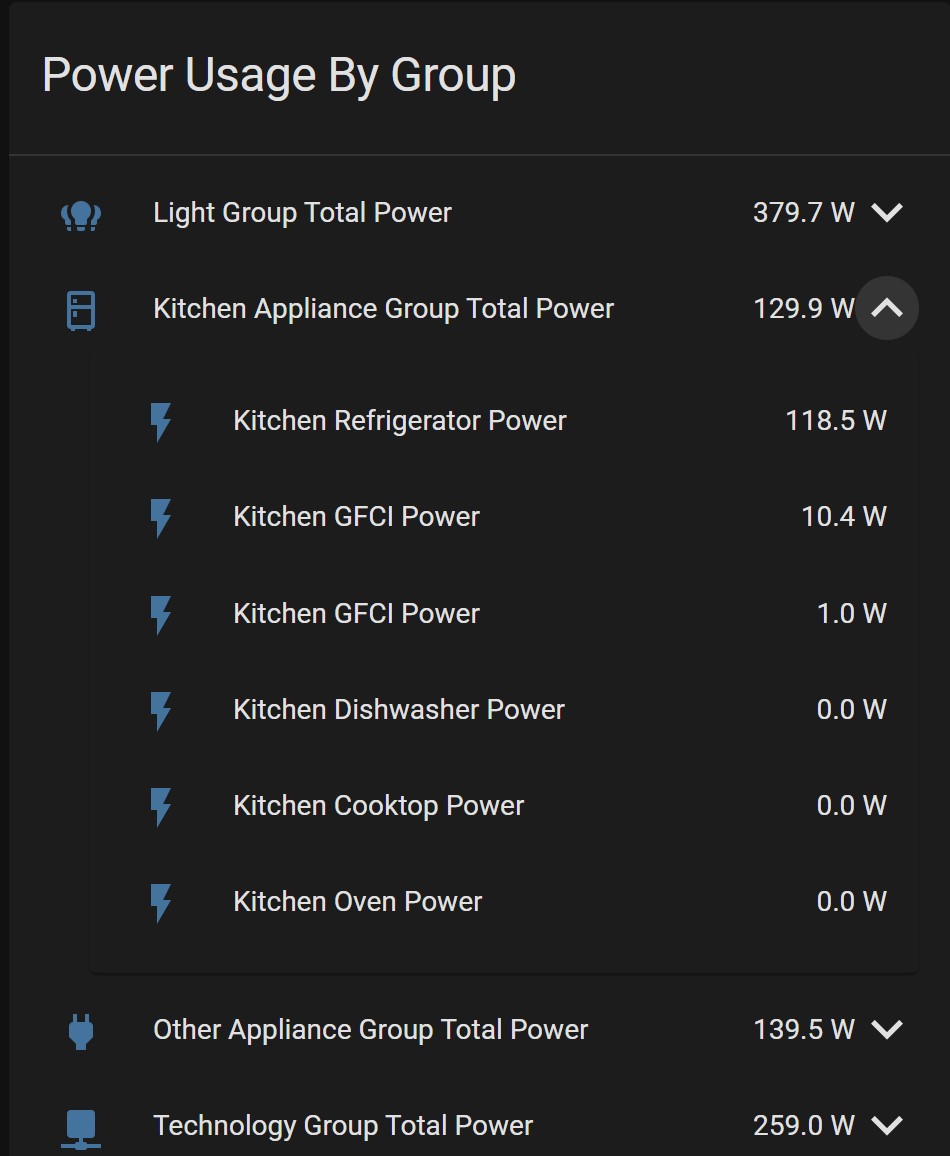 Power Usage By Group
Light Group Total Power 379.7 W
Kitchen Appliance Group Total Power 129.9 W
Kitchen Refrigerator Power 118.5 W
Kitchen GFCI Power 10.4 W
Kitchen GFCI Power 1.0 W
Kitchen Dishwasher Power 0.0 W
Kitchen Cooktop Power 0.0 W
Kitchen Oven Power 0.0 W
Other Appliance Group Total Power 139.5 W
Technology Group Total Power 259.0 W